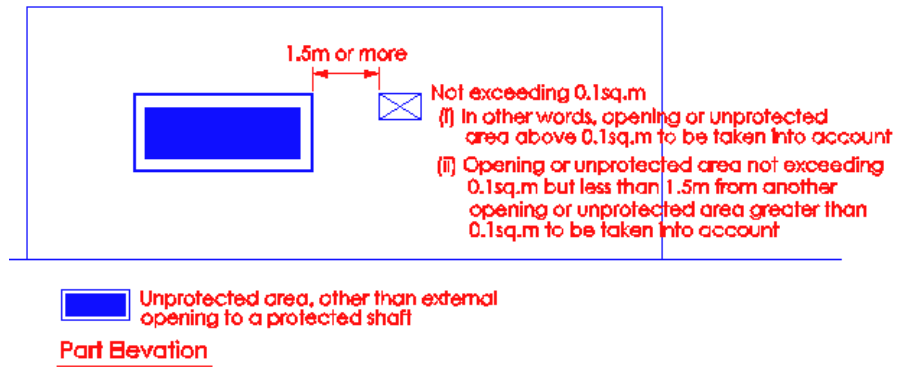 1.5m or more
Not exceeding 0.1sq.m
(i) In other words, opening or unprotected
area above 0.1sq.m to be taken into account
(ii) Opening or unprotected area not exceeding
0.1sq.m but less than 1.5m from another
opening or unprotected area greater than
0.1sq.m to be taken into account
Unprotected area, other than external
opening to a protected shaft
Part Elevation